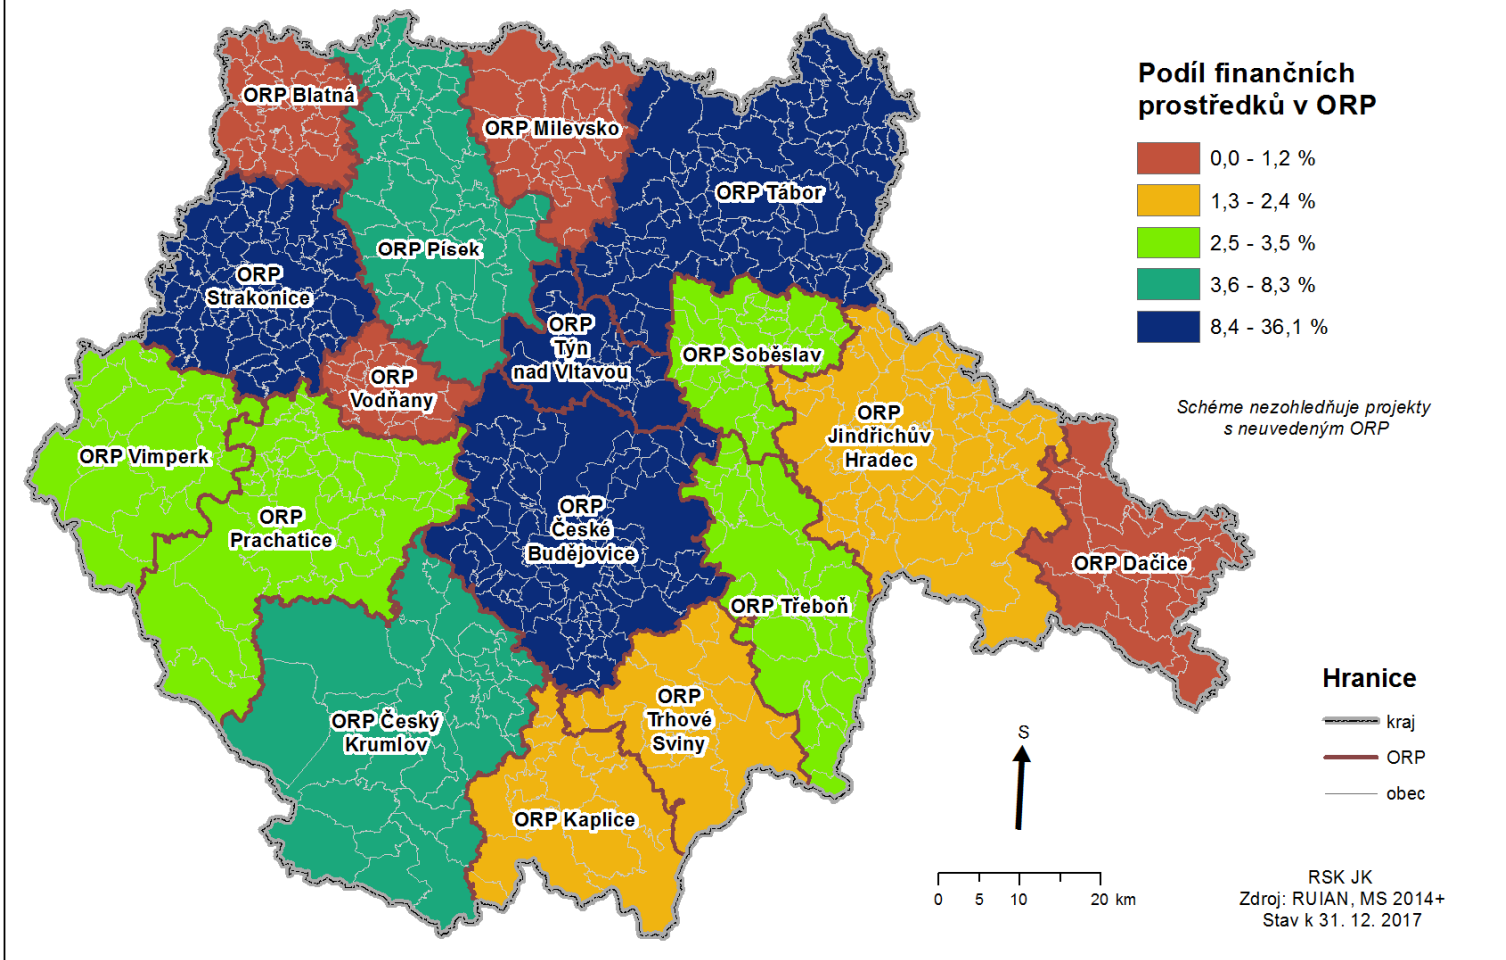 ORP Blatná
ORP Milevsko
ORP Tábor
ORP Písek
ORP
Strakonice
ORP
Týn
nad Vltavou
ORP Soběslav
ORP
Vodňany
ORP
Jindřichův
Hradec
ORP Vimperk
ORP
Prachatice
ORP
České
Budějovice
ORP Dačice
ORP Třeboň
ORP Český
Krumlov
ORP
Trhové
Sviny
ORP Kaplice
Podíl finančních
prostředků v ORP
0,0 - 1,2 %
1,3 - 2,4 %
2,5 - 3,5 %
3,6 - 8,3 %
8,4 - 36,1 %
Schéme nezohledňuje projekty
s neuvedeným ORP
Hranice
kraj
ORP
obec
S
0 5 10 20 km
RSK JK
Zdroj: RUIAN, MS 2014+
Stav k 31. 12. 2017